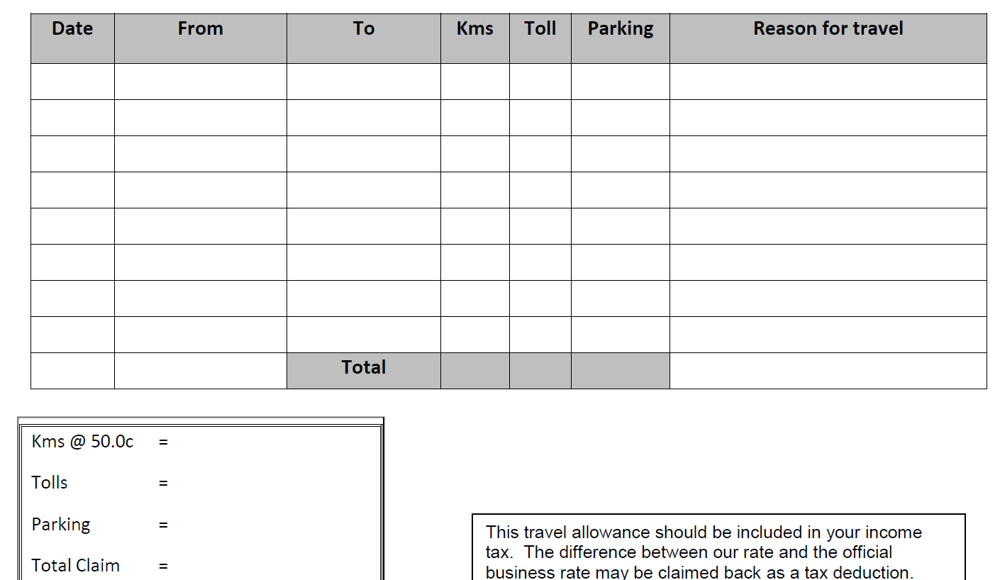 Date From To Kms Toll Parking Reason for travel
Total
Kms @ 50.0c =
Tolls =
Parking =
Total Claim =
This travel allowance should be included in your income
tax. The difference between our rate and the official
business rate may be claimed back as a tax deduction.